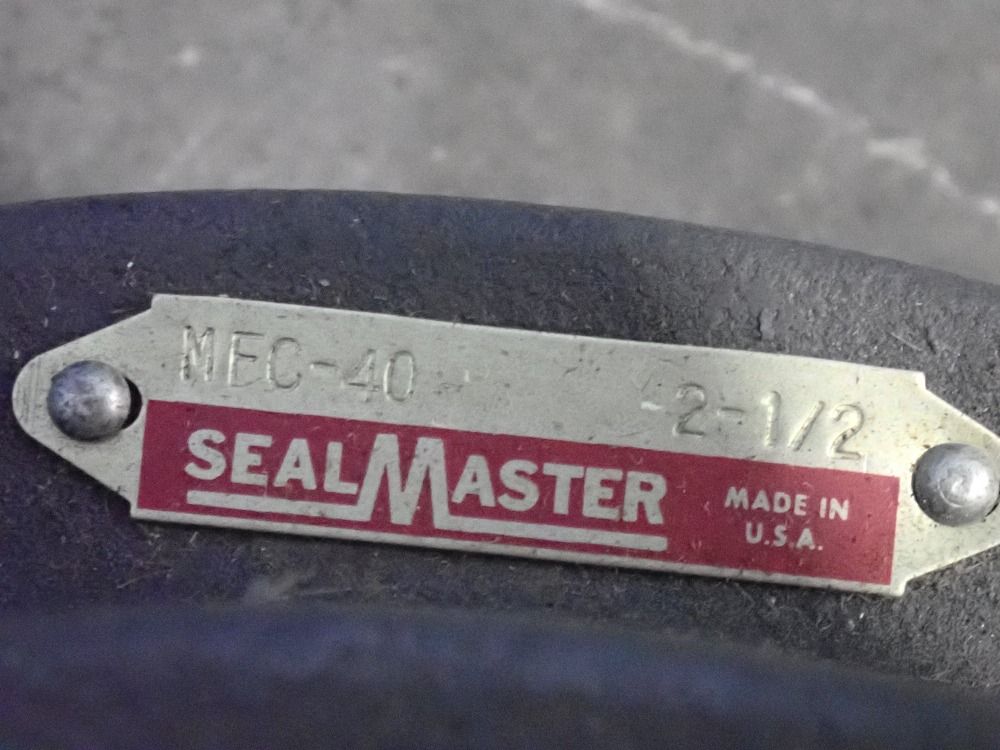 MFC-40 2-1/2
SEALMASTER
MADE IN
U.S.A.